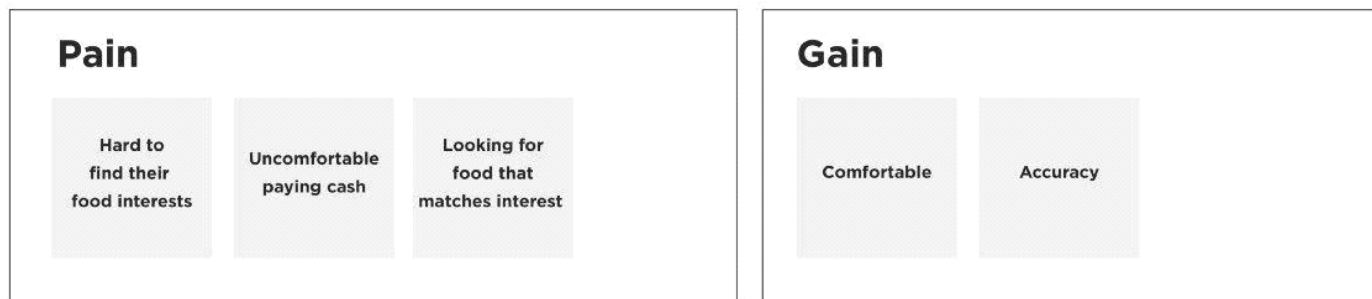 Pain
Hard to
find their
food interests
Uncomfortable
paying cash
Looking for
food that
matches interest
Gain
Comfortable
Accuracy